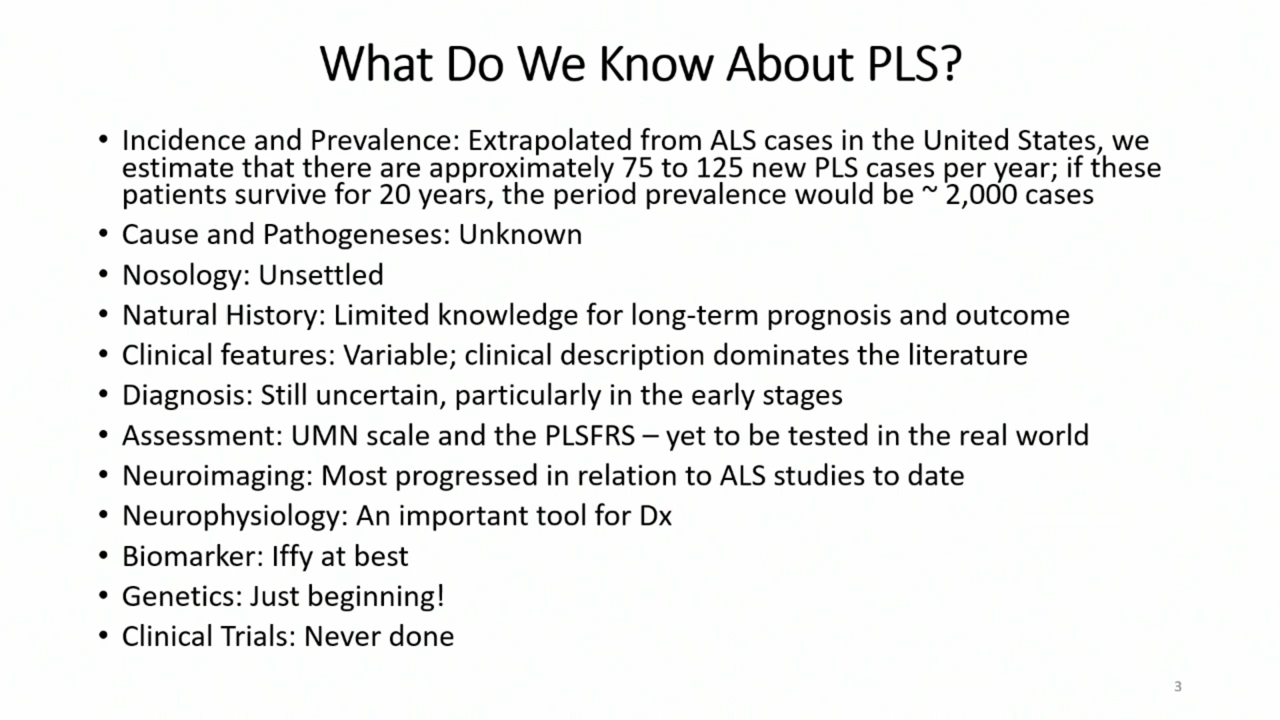 What Do We Know About PLS?
• Incidence and Prevalence: Extrapolated from ALS cases in the United States, we
estimate that there are approximately 75 to 125 new PLS cases per year; if these
patients survive for 20 years, the period prevalence would be ~ 2,000 cases
• Cause and Pathogeneses: Unknown
• Nosology: Unsettled
• Natural History: Limited knowledge for long-term prognosis and outcome
• Clinical features: Variable; clinical description dominates the literature
• Diagnosis: Still uncertain, particularly in the early stages
• Assessment: UMN scale and the PLSFRS – yet to be tested in the real world
• Neuroimaging: Most progressed in relation to ALS studies to date
• Neurophysiology: An important tool for Dx
• Biomarker: Iffy at best
• Genetics: Just beginning!
• Clinical Trials: Never done
3